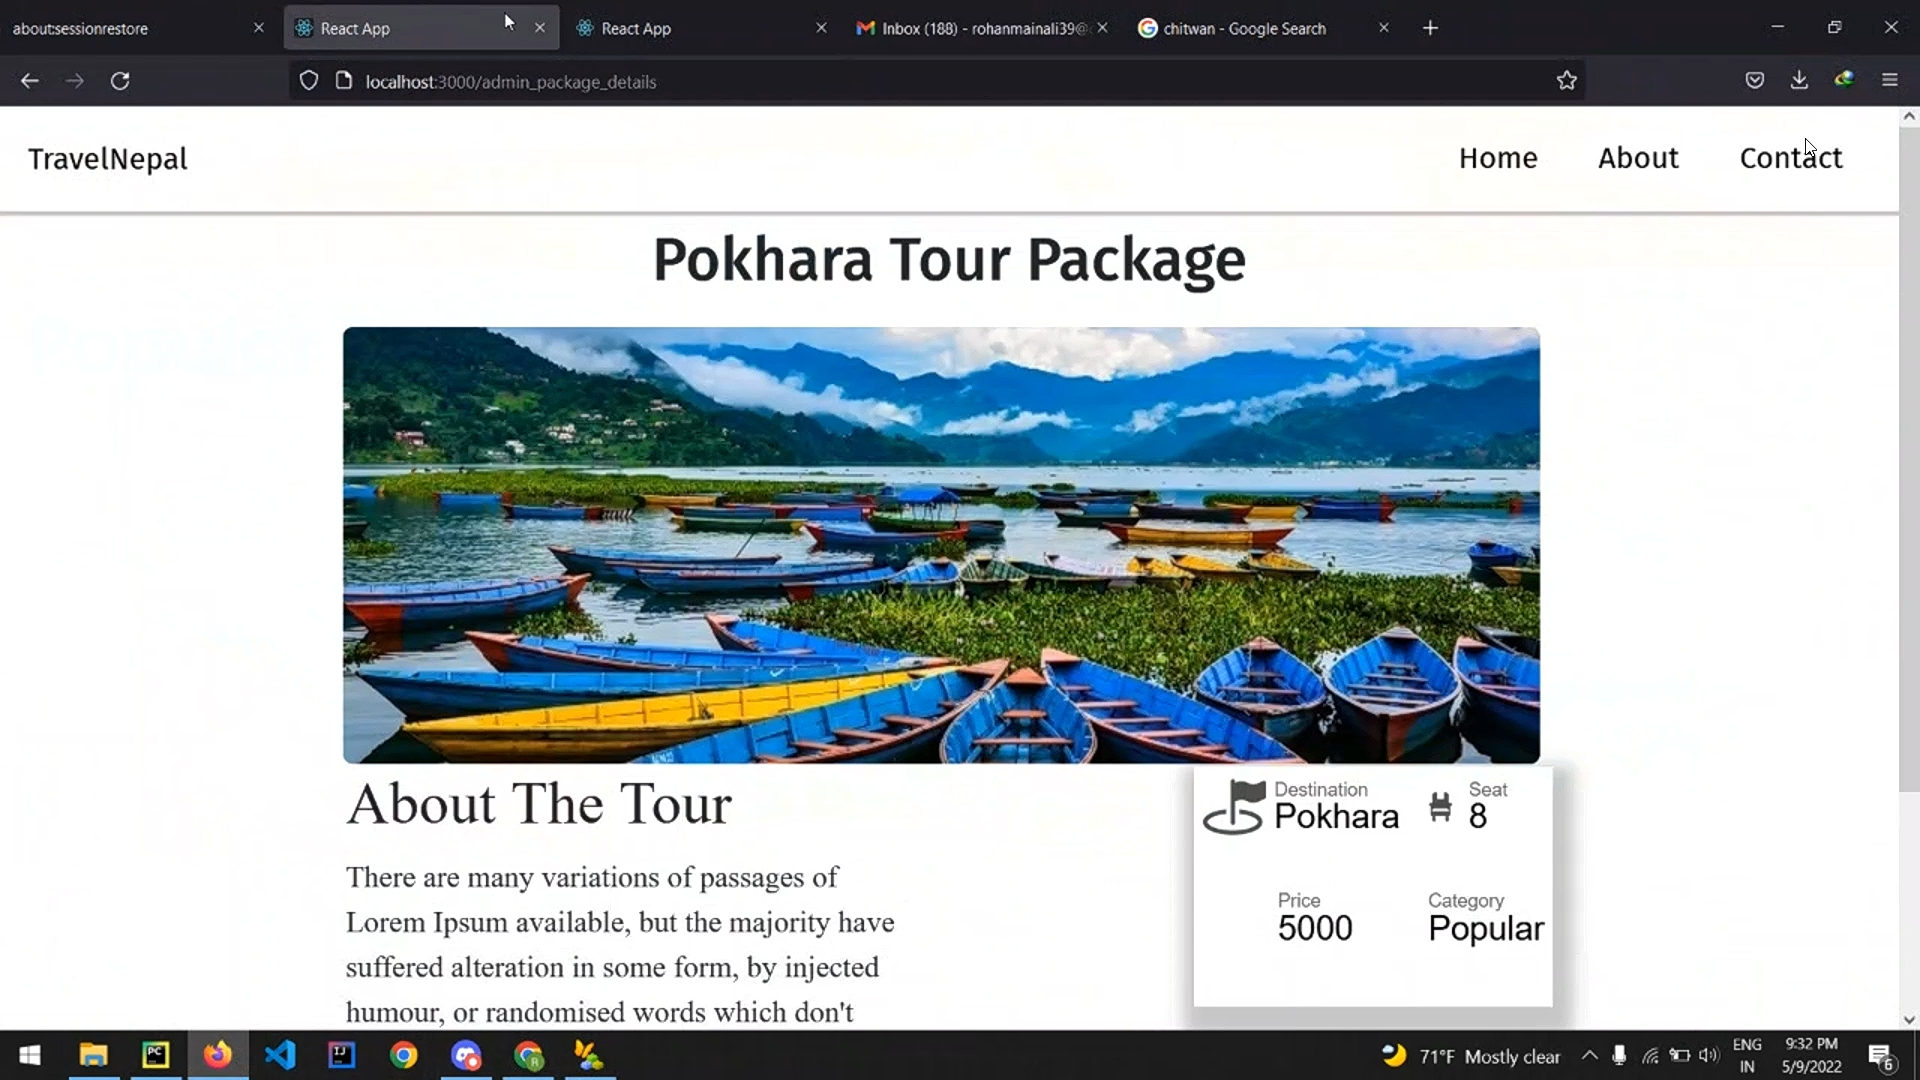 about:sessionrestore
React App
React App
Inbox (188) - rohanmainali39@
chitwan - Google Search
localhost:3000/admin_package_details
TravelNepal
Home
About
Contact
Pokhara Tour Package
About The Tour
There are many variations of passages of
Lorem Ipsum available, but the majority have
suffered alteration in some form, by injected
humour, or randomised words which don't
Destination
Pokhara
Seat
8
Price
5000
Category
Popular
PC
IJ
R
71°F Mostly clear
ENG
IN
9:32 PM
5/9/2022
6